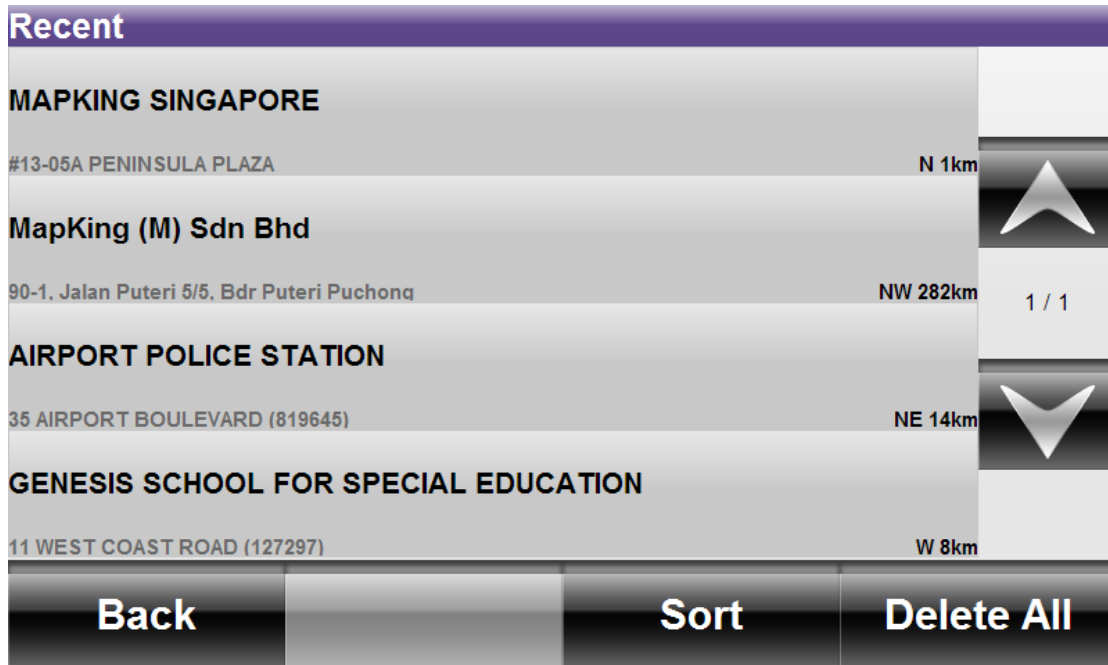 Recent
MAPKING SINGAPORE
#13-05A PENINSULA PLAZA N 1km
MapKing (M) Sdn Bhd
90-1, Jalan Puteri 5/5, Bdr Puteri Puchong NW 282km
1 / 1
AIRPORT POLICE STATION
35 AIRPORT BOULEVARD (819645) NE 14km
GENESIS SCHOOL FOR SPECIAL EDUCATION
11 WEST COAST ROAD (127297) W 8km
Back Sort Delete All